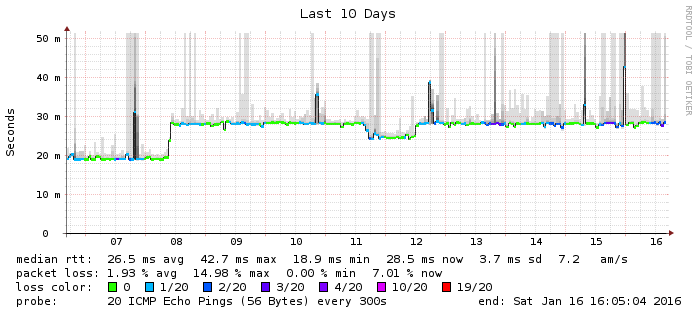 Last 10 Days
RRDTOOL / TOBI OETIKER
Seconds
50 m
40 m
30 m
20 m
10 m
0
07 08 09 10 11 12 13 14 15 16
median rtt: 26.5 ms avg 42.7 ms max 18.9 ms min 28.5 ms now 3.7 ms sd 7.2 am/s
packet loss: 1.93 % avg 14.98 % max 0.00 % min 7.01 % now
loss color: 0 1/20 2/20 3/20 4/20 10/20 19/20
probe: 20 ICMP Echo Pings (56 Bytes) every 300s end: Sat Jan 16 16:05:04 2016